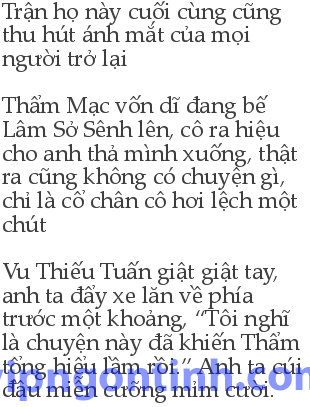 Trận họ này cuối cùng cũng
thu hút ánh mắt của mọi
người trở lại
Thẩm Mạc vốn dĩ đang bế
Lâm Sở Sênh lên, cô ra hiệu
cho anh thả mình xuống, thật
ra cũng không có chuyện gì,
chỉ là cổ chân cô hơi lệch một
chút
Vu Thiếu Tuấn giật giật tay,
anh ta đẩy xe lăn về phía
trước một khoảng, “Tôi nghĩ
là chuyện này đã khiến Thẩm
tổng hiểu lầm rồi.” Anh ta cúi
đầu miễn cưỡng mỉm cười.
vipngontinh.com